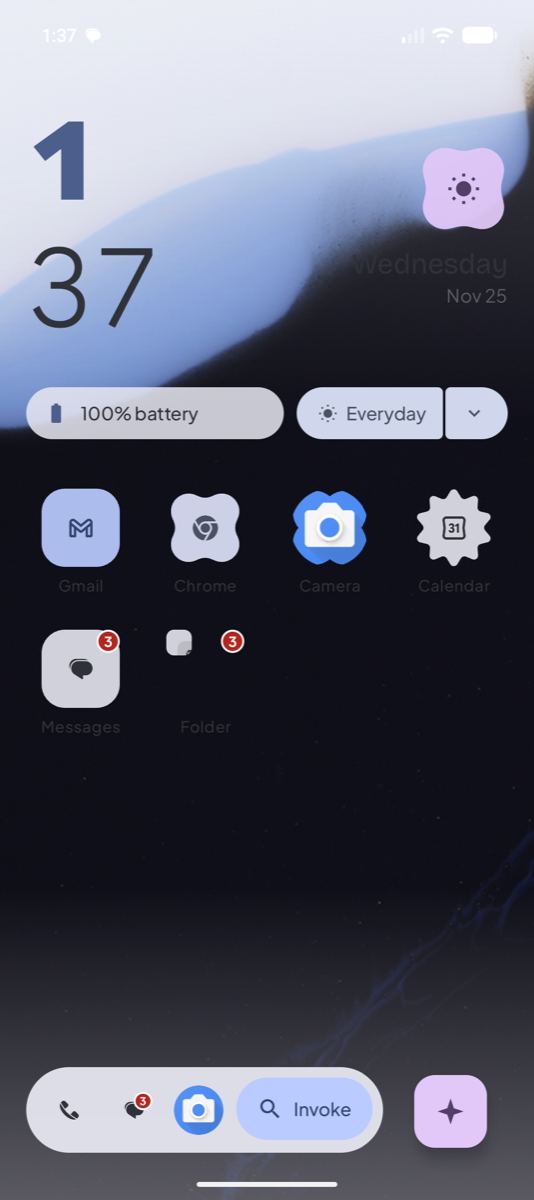 1:37
1
37
Wednesday
Nov 25
100% battery
Everyday
Gmail
Chrome
Camera
31
Calendar
3
3
Messages
Folder
3
Invoke